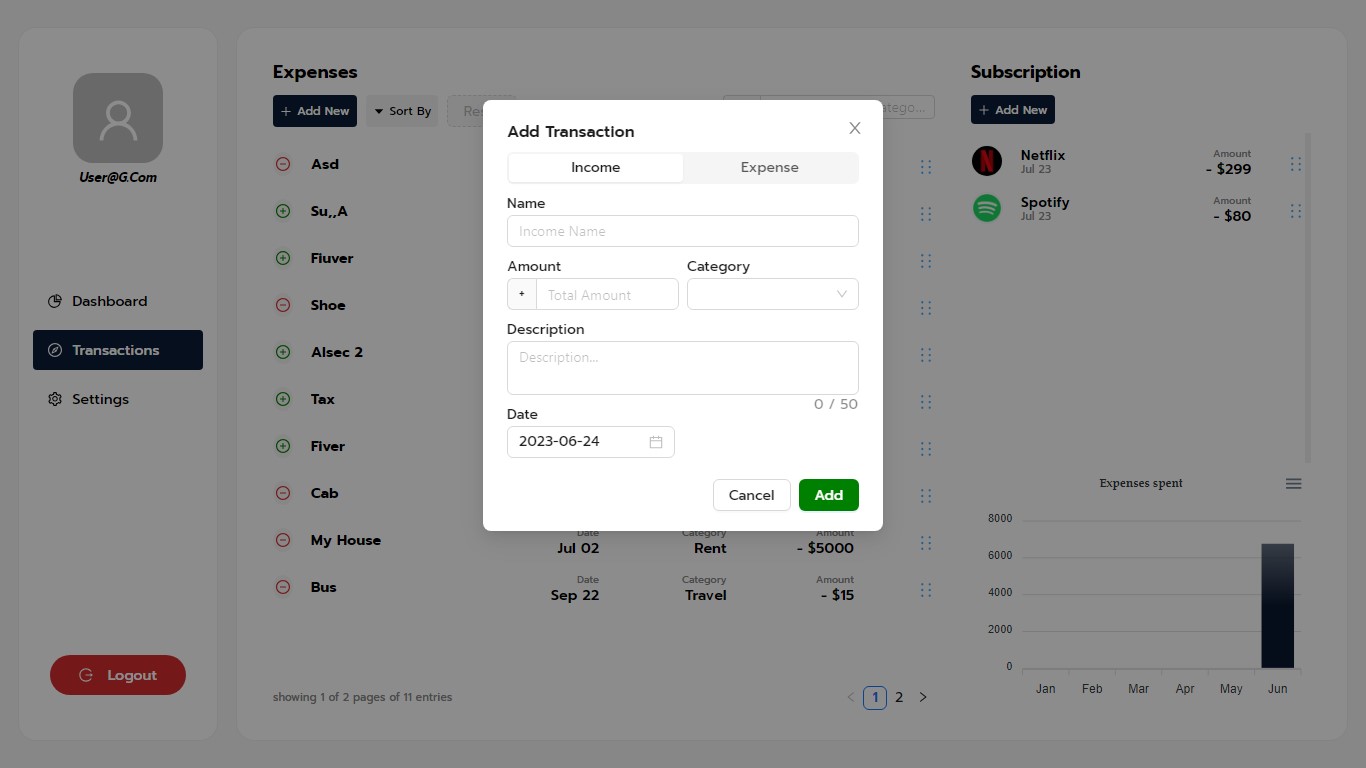 User@G.Com
Dashboard
Transactions
Settings
Logout
Expenses
+ Add New
Sort By
Asd
Su,,A
Fiuver
Shoe
Alsec 2
Tax
Fiver
Cab
My House
Date
Jul 02
Category
Rent
Amount
- $5000
Bus
Date
Sep 22
Category
Travel
Amount
- $15
showing 1 of 2 pages of 11 entries
< 1 2 >
Add Transaction
Income Expense
Name
Income Name
Amount Category
+ Total Amount
Description
Description...
0 / 50
Date
2023-06-24
Cancel Add
Subscription
+ Add New
Netflix
Jul 23
Amount
- $299
Spotify
Jul 23
Amount
- $80
Expenses spent
8000
6000
4000
2000
0
Jan Feb Mar Apr May Jun